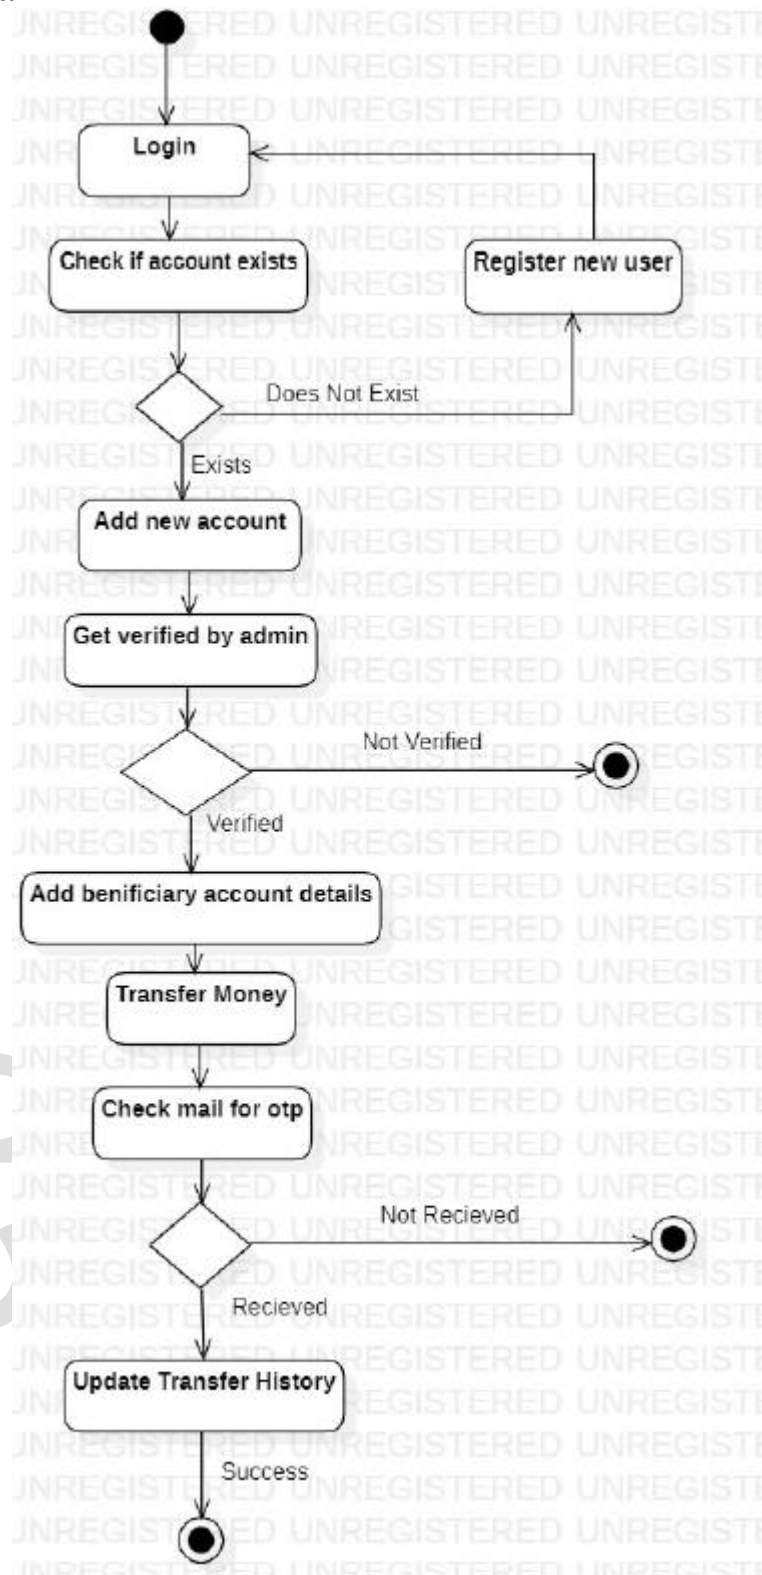 Login
Check if account exists
Register new user
Does Not Exist
Exists
Add new account
Get verified by admin
Not Verified
Verified
Add benificiary account details
Transfer Money
Check mail for otp
Not Recieved
Recieved
Update Transfer History
Success
UNREGISTERED UNREGISTERED